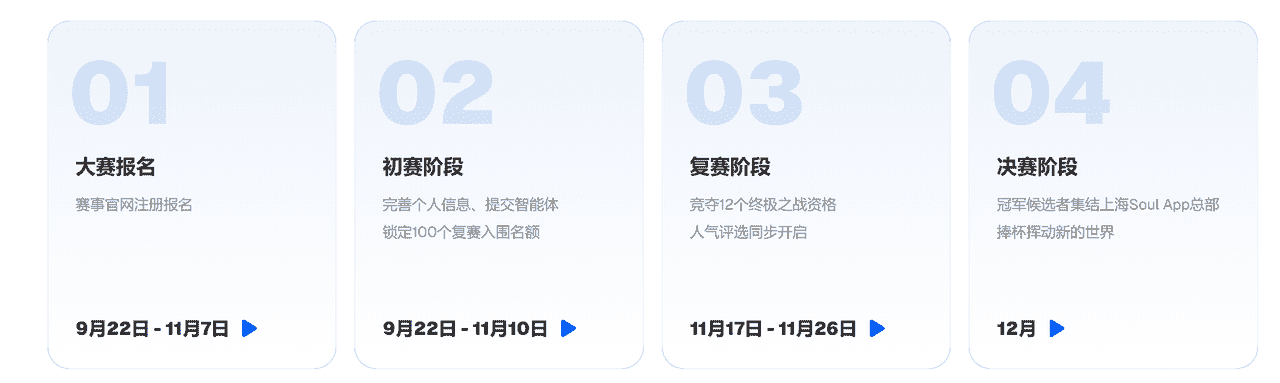 01
大赛报名
赛事官网注册报名
9月22日 - 11月7日
02
初赛阶段
完善个人信息、提交智能体
锁定100个复赛入围名额
9月22日 - 11月10日
03
复赛阶段
竞夺12个终极之战资格
人气评选同步开启
11月17日 - 11月26日
04
决赛阶段
冠军候选者集结上海Soul App总部
捧杯挥动新的世界
12月